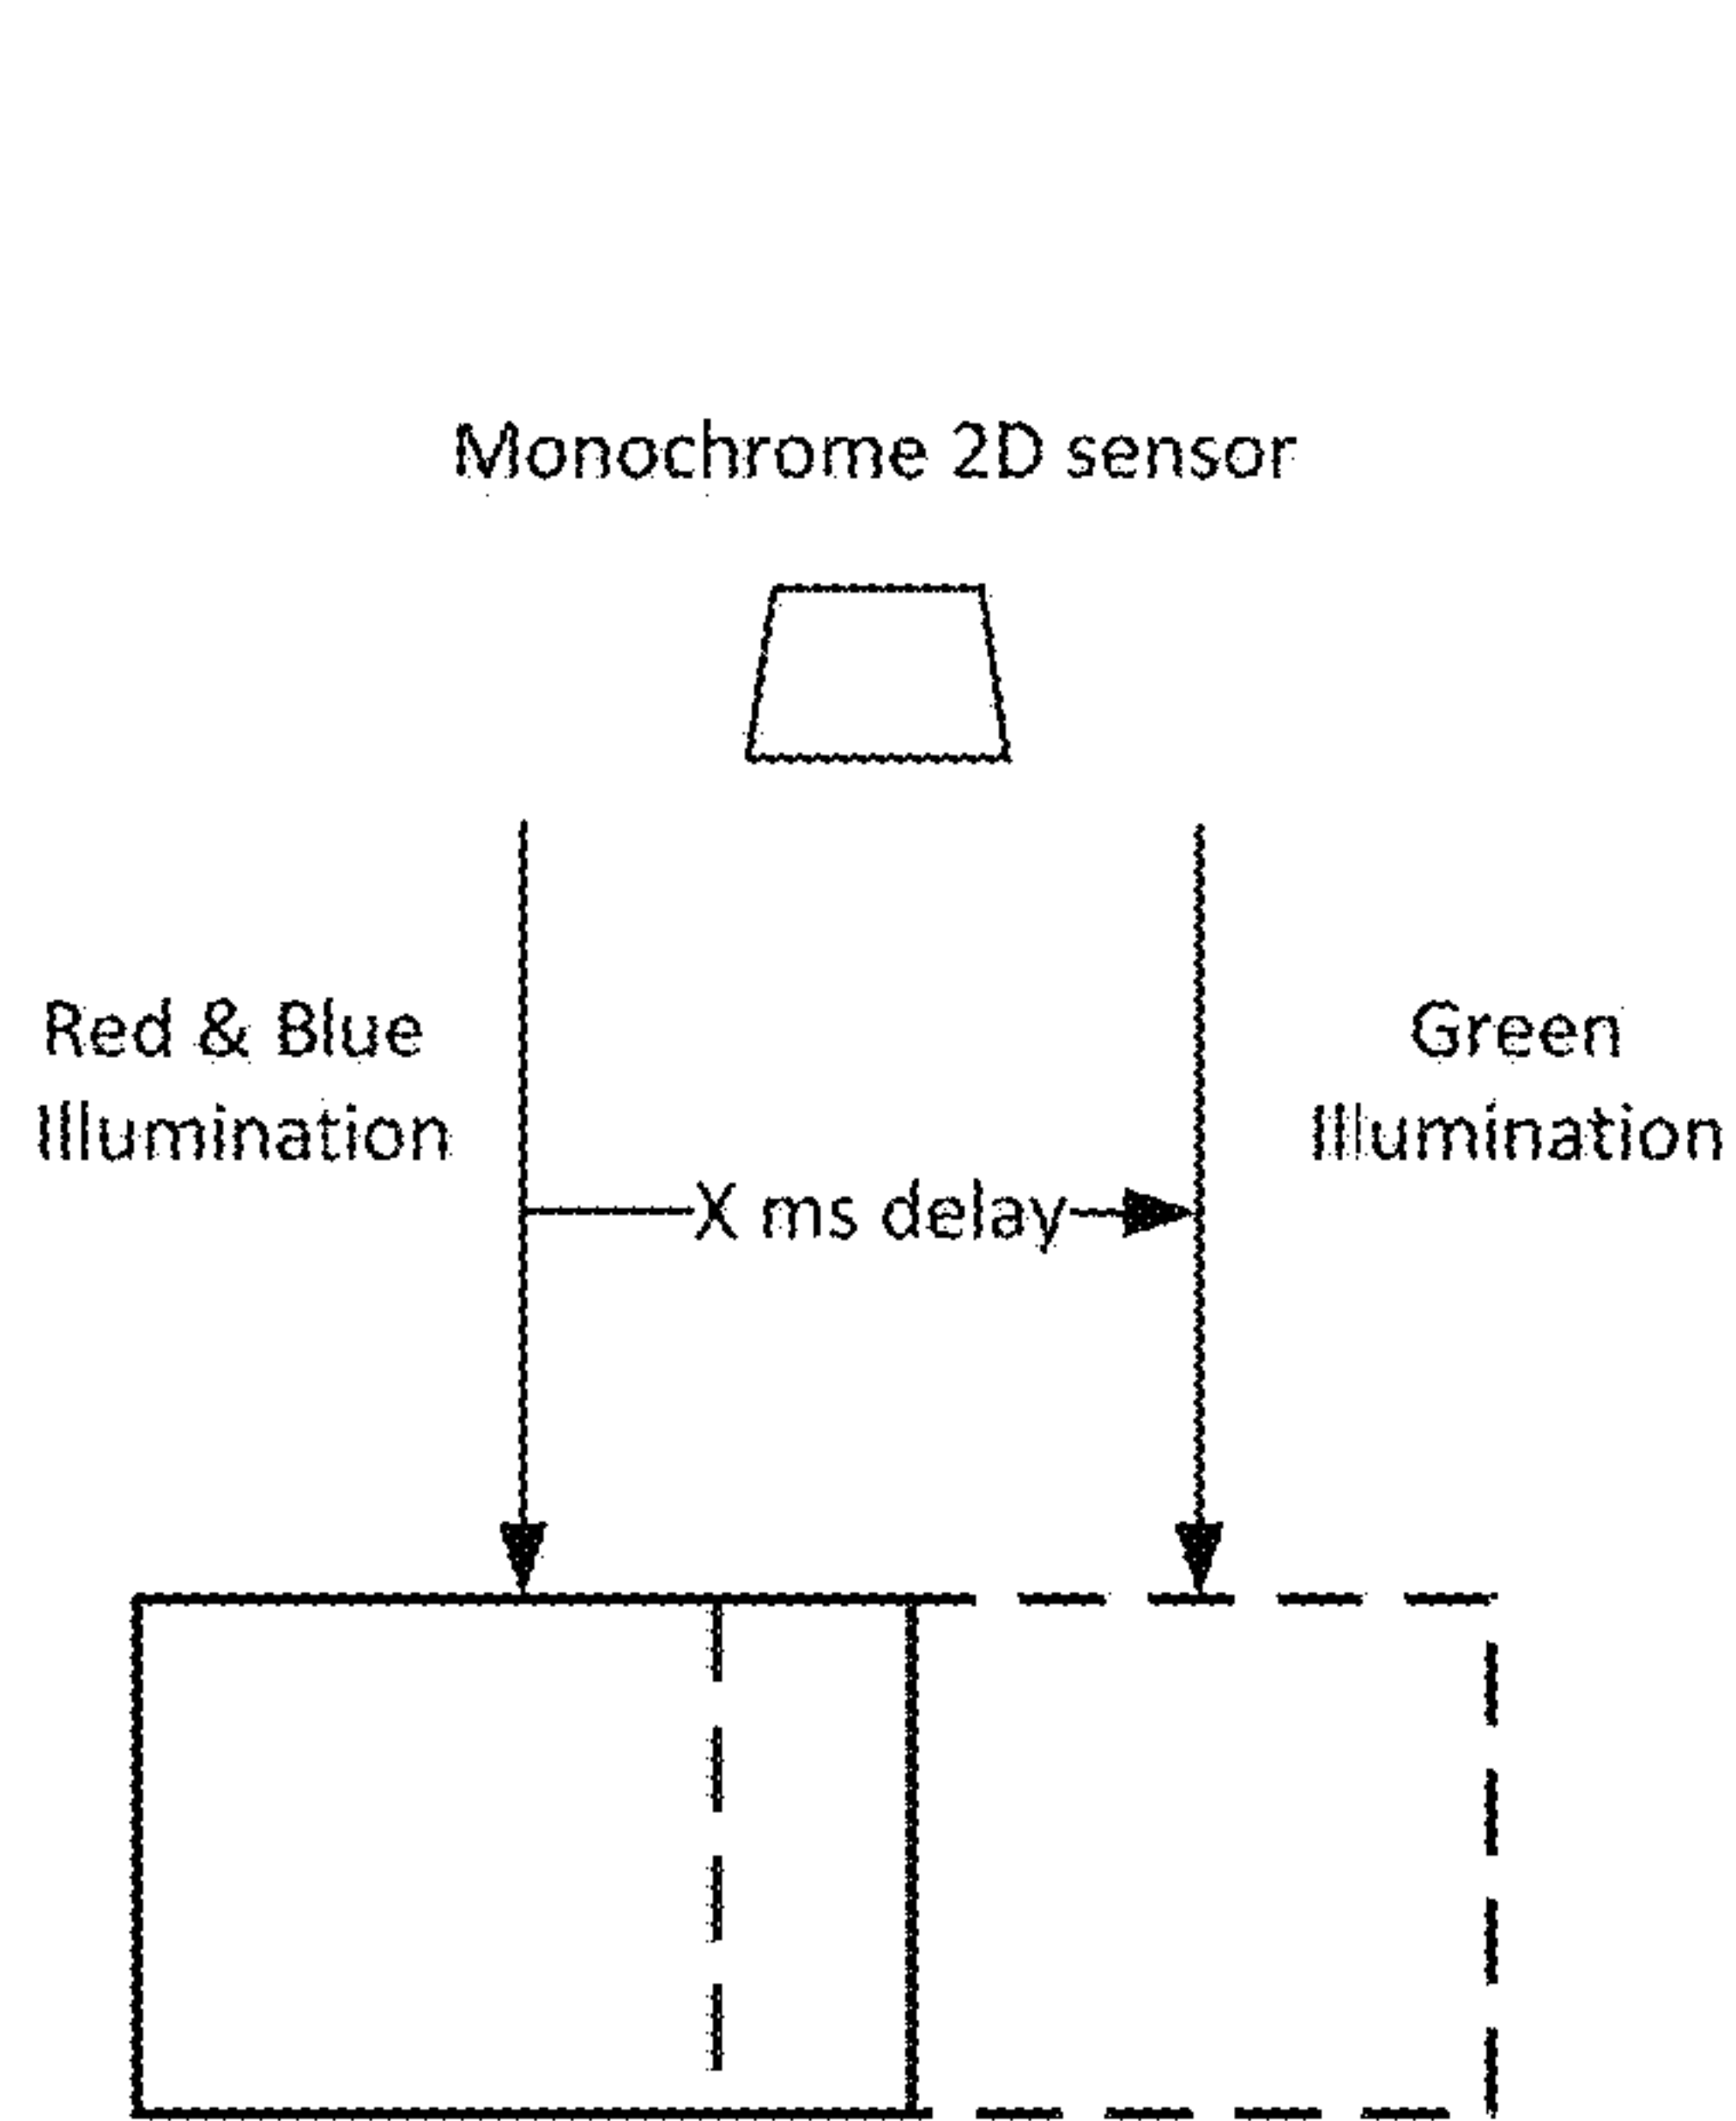 Monochrome 2D sensor
Red & Blue
Illumination
Green
Illumination
X ms delay